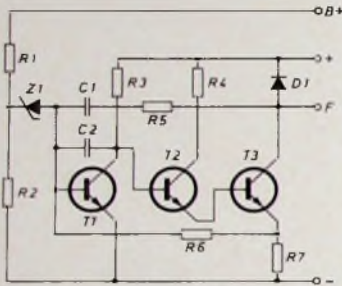 B+
R1
+
Z1 C1 R3 R4 D1
R5 F
C2
T2 T3
R2
T1
R6
R7
-